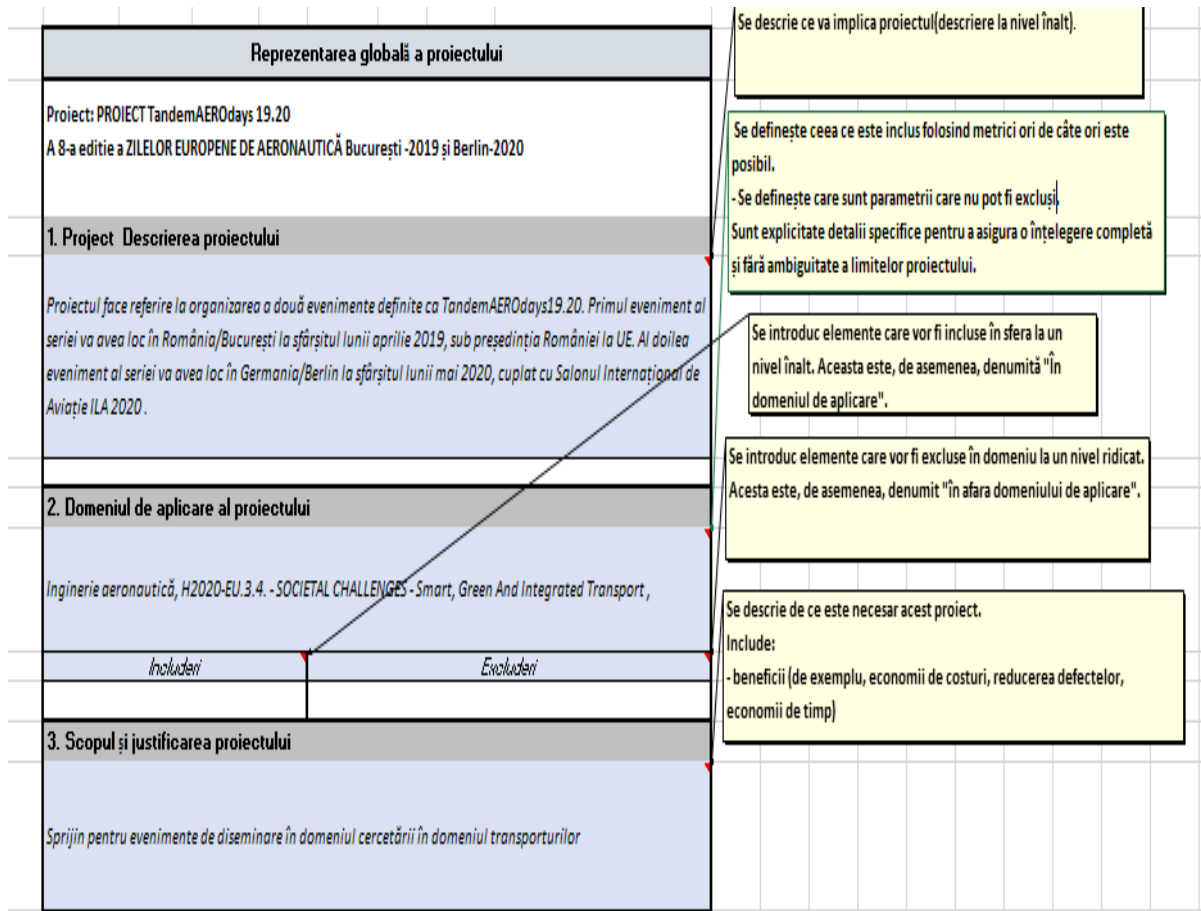 Reprezentarea globală a proiectului
Proiect: PROIECT TandemAEROdays 19.20
A 8-a editie a ZILELOR EUROPENE DE AERONAUTICĂ București -2019 și Berlin-2020
1. Project Descrierea proiectului
Proiectul face referire la organizarea a două evenimente definite ca TandemAEROdays19.20. Primul eveniment al
seriei va avea loc în România/București la sfârșitul lunii aprilie 2019, sub președinția României la UE. Al doilea
eveniment al seriei va avea loc în Germania/Berlin la sfârșitul lunii mai 2020, cuplat cu Salonul Internațional de
Aviație ILA 2020 .
2. Domeniul de aplicare al proiectului
Inginerie aeronautică, H2020-EU.3.4. - SOCIETAL CHALLENGES - Smart, Green And Integrated Transport ,
Includeri
Excluderi
3. Scopul și justificarea proiectului
Sprijin pentru evenimente de diseminare în domeniul cercetării în domeniul transporturilor
Se descrie ce va implica proiectul(descriere la nivel înalt).
Se definește ceea ce este inclus folosind metrici ori de câte ori este
posibil.
- Se definește care sunt parametrii care nu pot fi excluși.
Sunt explicitate detalii specifice pentru a asigura o înțelegere completă
și fără ambiguitate a limitelor proiectului.
Se introduc elemente care vor fi incluse în sfera la un
nivel înalt. Aceasta este, de asemenea, denumită "În
domeniul de aplicare".
Se introduc elemente care vor fi excluse în domeniu la un nivel ridicat.
Acesta este, de asemenea, denumit "în afara domeniului de aplicare".
Se descrie de ce este necesar acest proiect.
Include:
- beneficii (de exemplu, economii de costuri, reducerea defectelor,
economii de timp)